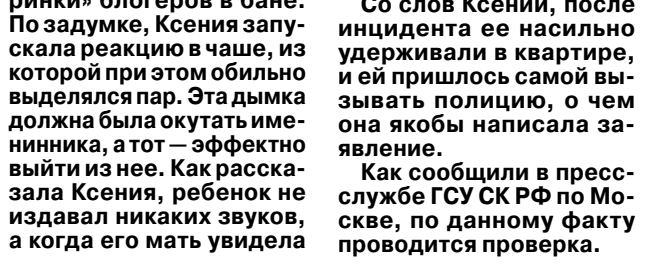 ринки» блогеров в бане.
По задумке, Ксения запу-
скала реакцию в чаше, из
которой при этом обильно
выделялся пар. Эта дымка
должна была окутать име-
нинника, а тот — эффектно
выйти из нее. Как расска-
зала Ксения, ребенок не
издавал никаких звуков,
а когда его мать увидела
Со слов Ксении, после
инцидента ее насильно
удерживали в квартире,
и ей пришлось самой вы-
зывать полицию, о чем
она якобы написала за-
явление.
Как сообщили в пресс-
службе ГСУ СК РФ по Мо-
скве, по данному факту
проводится проверка.